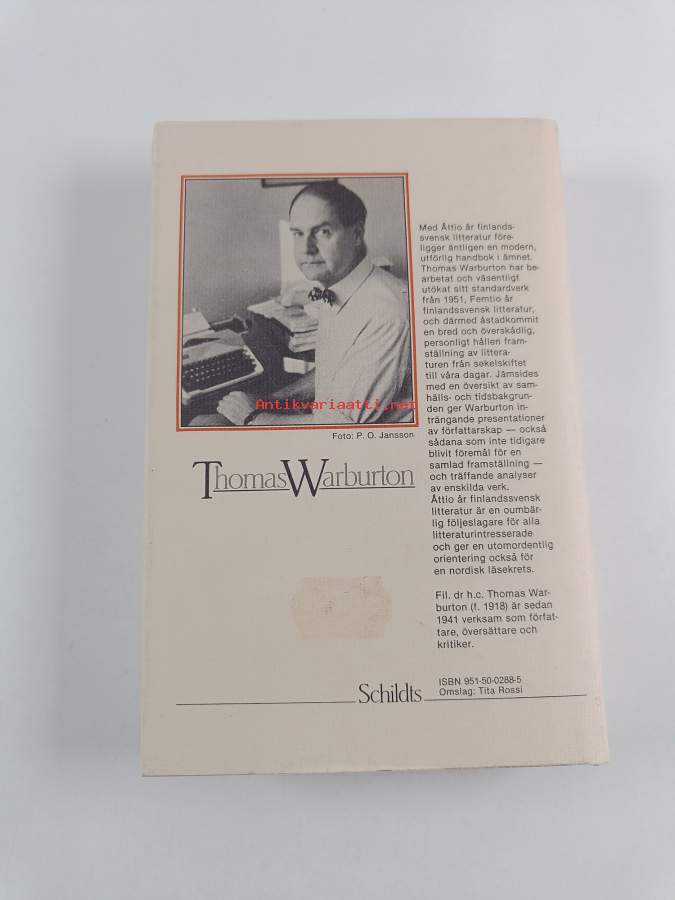 Antikvariaatti.net
Foto: P. O. Jansson
Thomas Warburton
Med Åttio år finlands-
svensk litteratur före-
ligger äntligen en modern,
utförlig handbok i ämnet.
Thomas Warburton har be-
arbetat och väsentligt
utökat sitt standardverk
från 1951, Femtio år
finlandssvensk litteratur,
och därmed åstadkommit
en bred och överskådlig,
personligt hållen fram-
ställning av littera-
turen från sekelskiftet
till våra dagar. Jämsides
med en översikt av sam-
hälls- och tidsbakgrun-
den ger Warburton in-
trängande presentationer
av författarskap — också
sådana som inte tidigare
blivit föremål för en
samlad framställning —
och träffande analyser
av enskilda verk.
Åttio år finlandssvensk
litteratur är en oumbär-
lig följeslagare för alla
litteraturintresserade
och ger en utomordentlig
orientering också för
en nordisk läsekrets.
Fil. dr h.c. Thomas War-
burton (f. 1918) är sedan
1941 verksam som förfat-
tare, översättare och
kritiker.
Schildts
ISBN 951-50-0288-5
Omslag: Tita Rossi